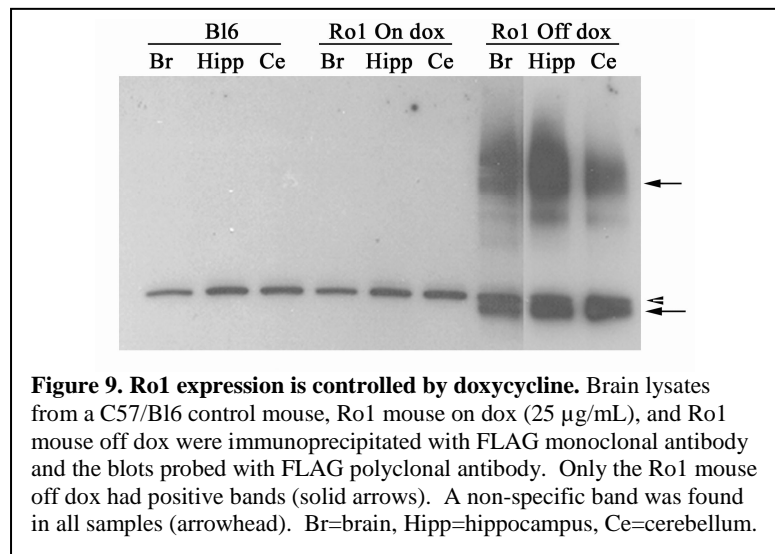 Bl6 Ro1 On dox Ro1 Off dox
Br Hipp Ce Br Hipp Ce Br Hipp Ce
Figure 9. Ro1 expression is controlled by doxycycline. Brain lysates
from a C57/Bl6 control mouse, Ro1 mouse on dox (25 µg/mL), and Ro1
mouse off dox were immunoprecipitated with FLAG monoclonal antibody
and the blots probed with FLAG polyclonal antibody. Only the Ro1 mouse
off dox had positive bands (solid arrows). A non-specific band was found
in all samples (arrowhead). Br=brain, Hipp=hippocampus, Ce=cerebellum.